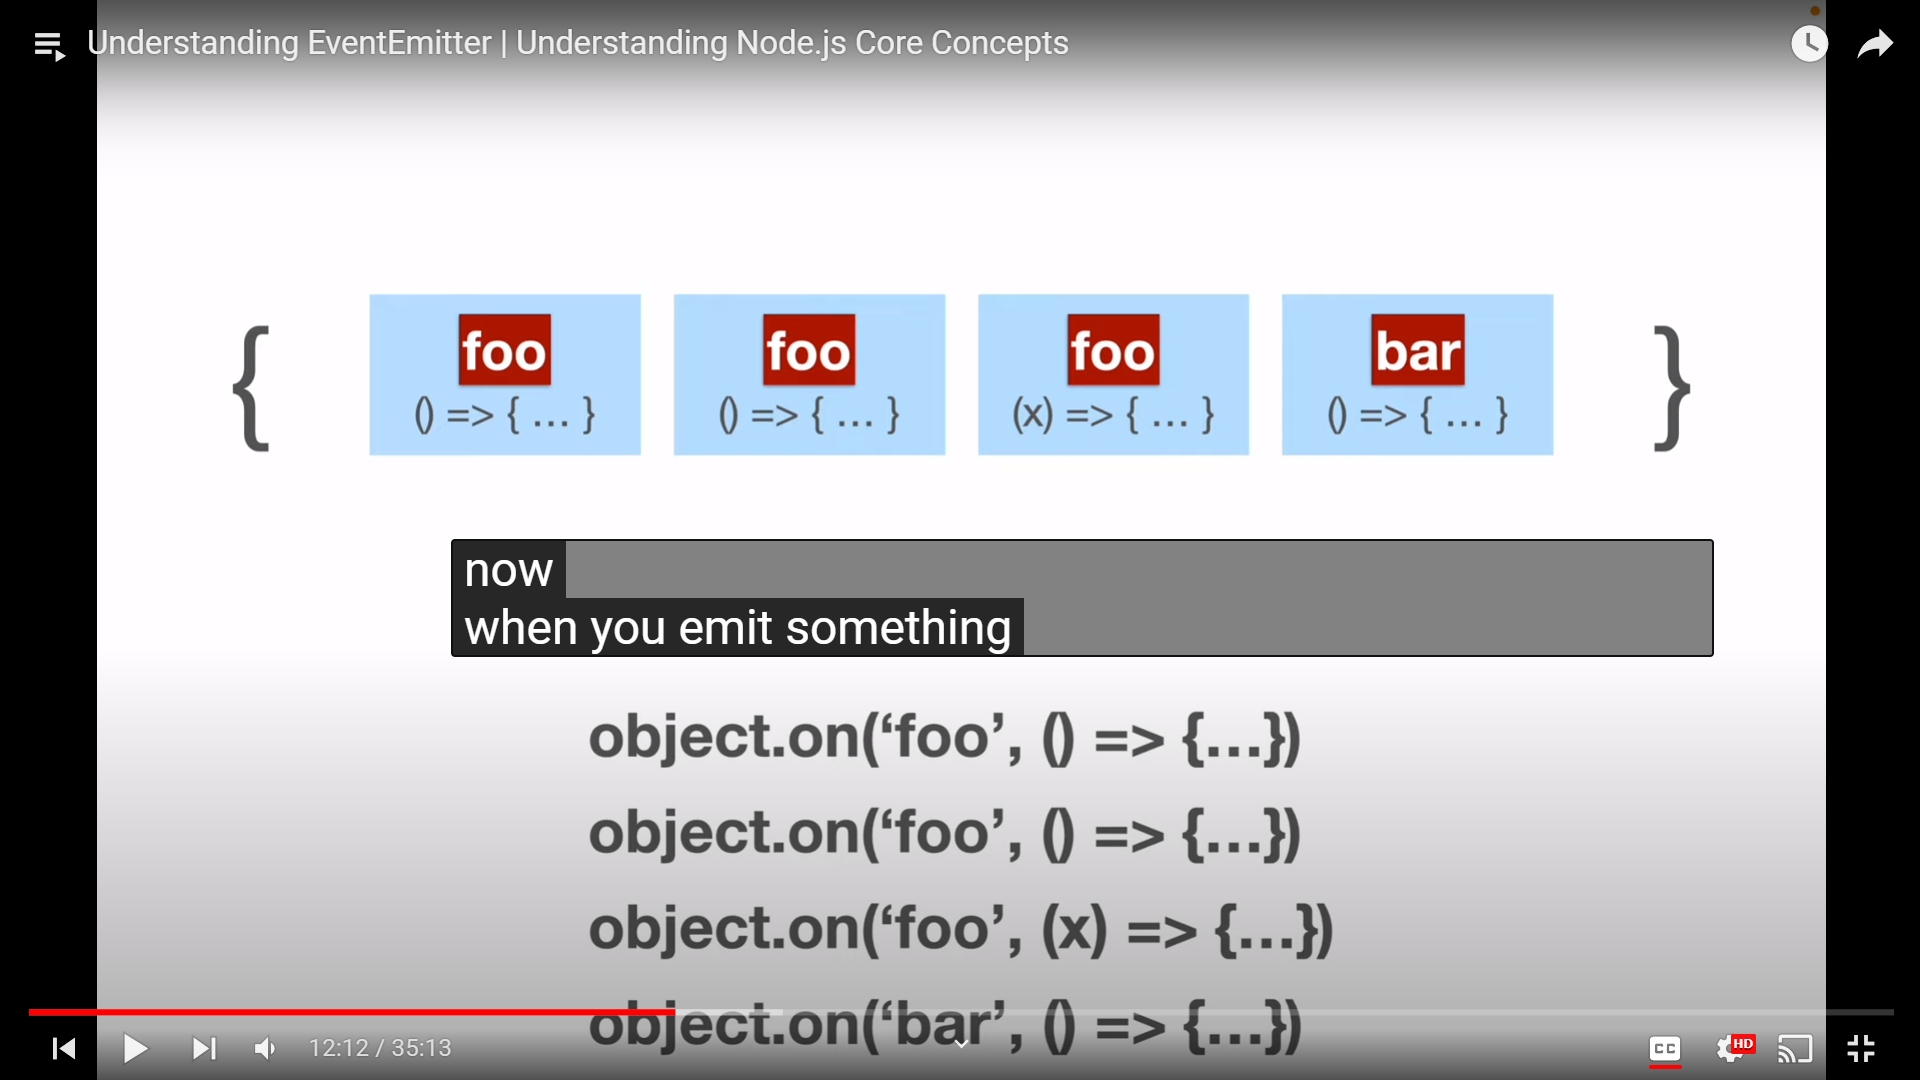 Understanding EventEmitter | Understanding Node.js Core Concepts
{ foo foo foo bar }
() => { … } () => { … } (x) => { … } () => { … }
now
when you emit something
object.on(‘foo’, () => {…})
object.on(‘foo’, () => {…})
object.on(‘foo’, (x) => {…})
object.on(‘bar’, () => {…})
12:12 / 35:13
CC
HD